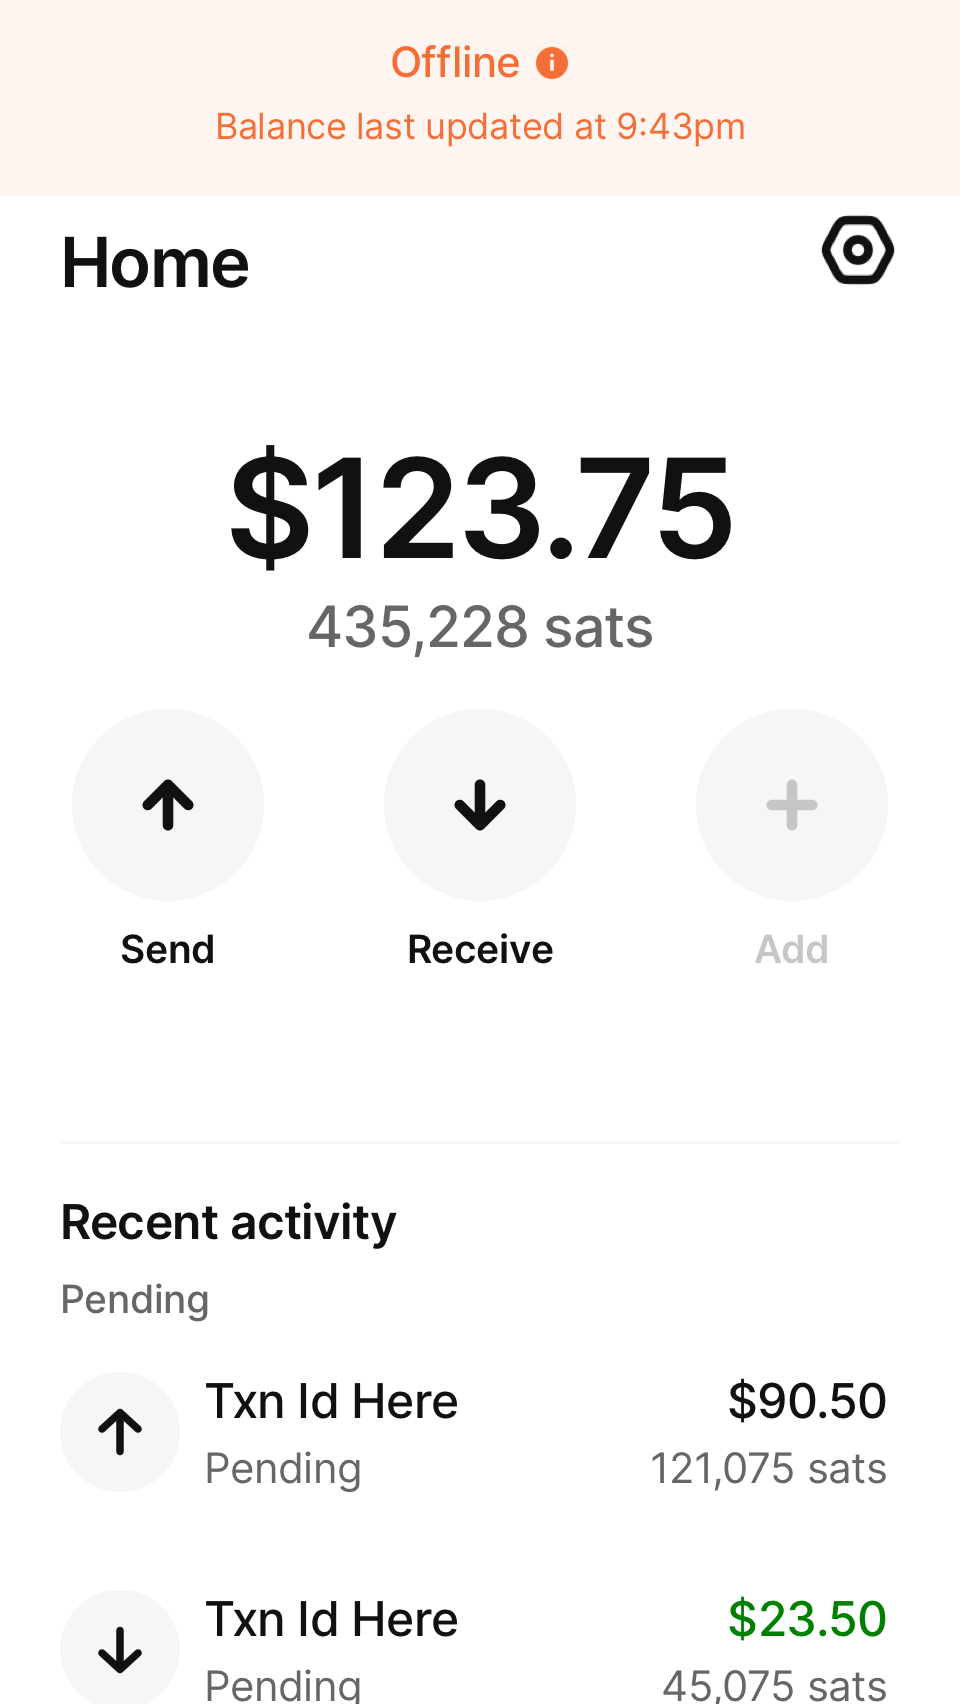 Offline
Balance last updated at 9:43pm
Home
$123.75
435,228 sats
Send
Receive
Add
Recent activity
Pending
Txn Id Here
$90.50
Pending
121,075 sats
Txn Id Here
$23.50
Pending
45,075 sats